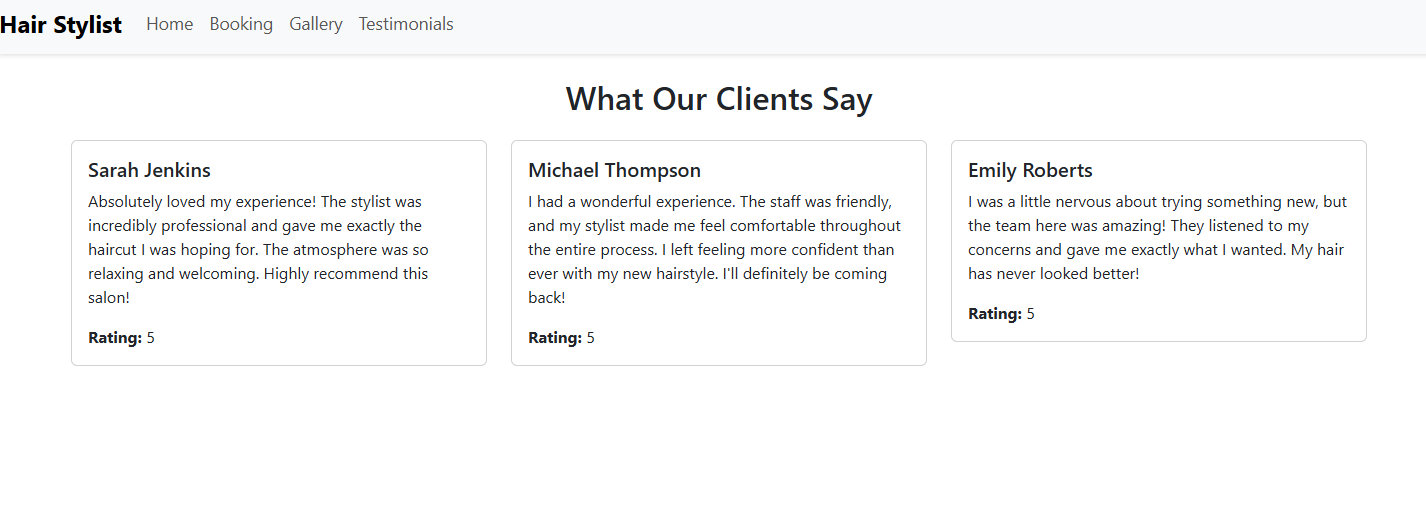 Hair Stylist Home Booking Gallery Testimonials
What Our Clients Say
Sarah Jenkins
Absolutely loved my experience! The stylist was
incredibly professional and gave me exactly the
haircut I was hoping for. The atmosphere was so
relaxing and welcoming. Highly recommend this
salon!
Rating: 5
Michael Thompson
I had a wonderful experience. The staff was friendly,
and my stylist made me feel comfortable throughout
the entire process. I left feeling more confident than
ever with my new hairstyle. I'll definitely be coming
back!
Rating: 5
Emily Roberts
I was a little nervous about trying something new, but
the team here was amazing! They listened to my
concerns and gave me exactly what I wanted. My hair
has never looked better!
Rating: 5